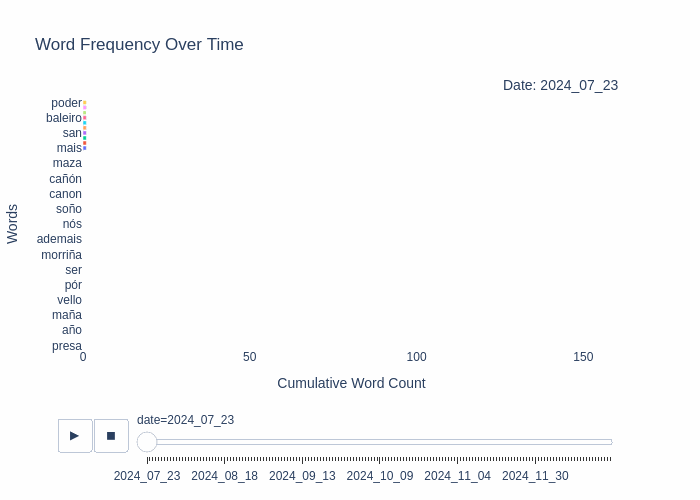 Word Frequency Over Time
Date: 2024_07_23
poder
baleiro
san
mais
maza
cañón
canon
soño
nós
ademais
morriña
ser
pór
vello
maña
año
presa
Words
0 50 100 150
Cumulative Word Count
date=2024_07_23
2024_07_23 2024_08_18 2024_09_13 2024_10_09 2024_11_04 2024_11_30